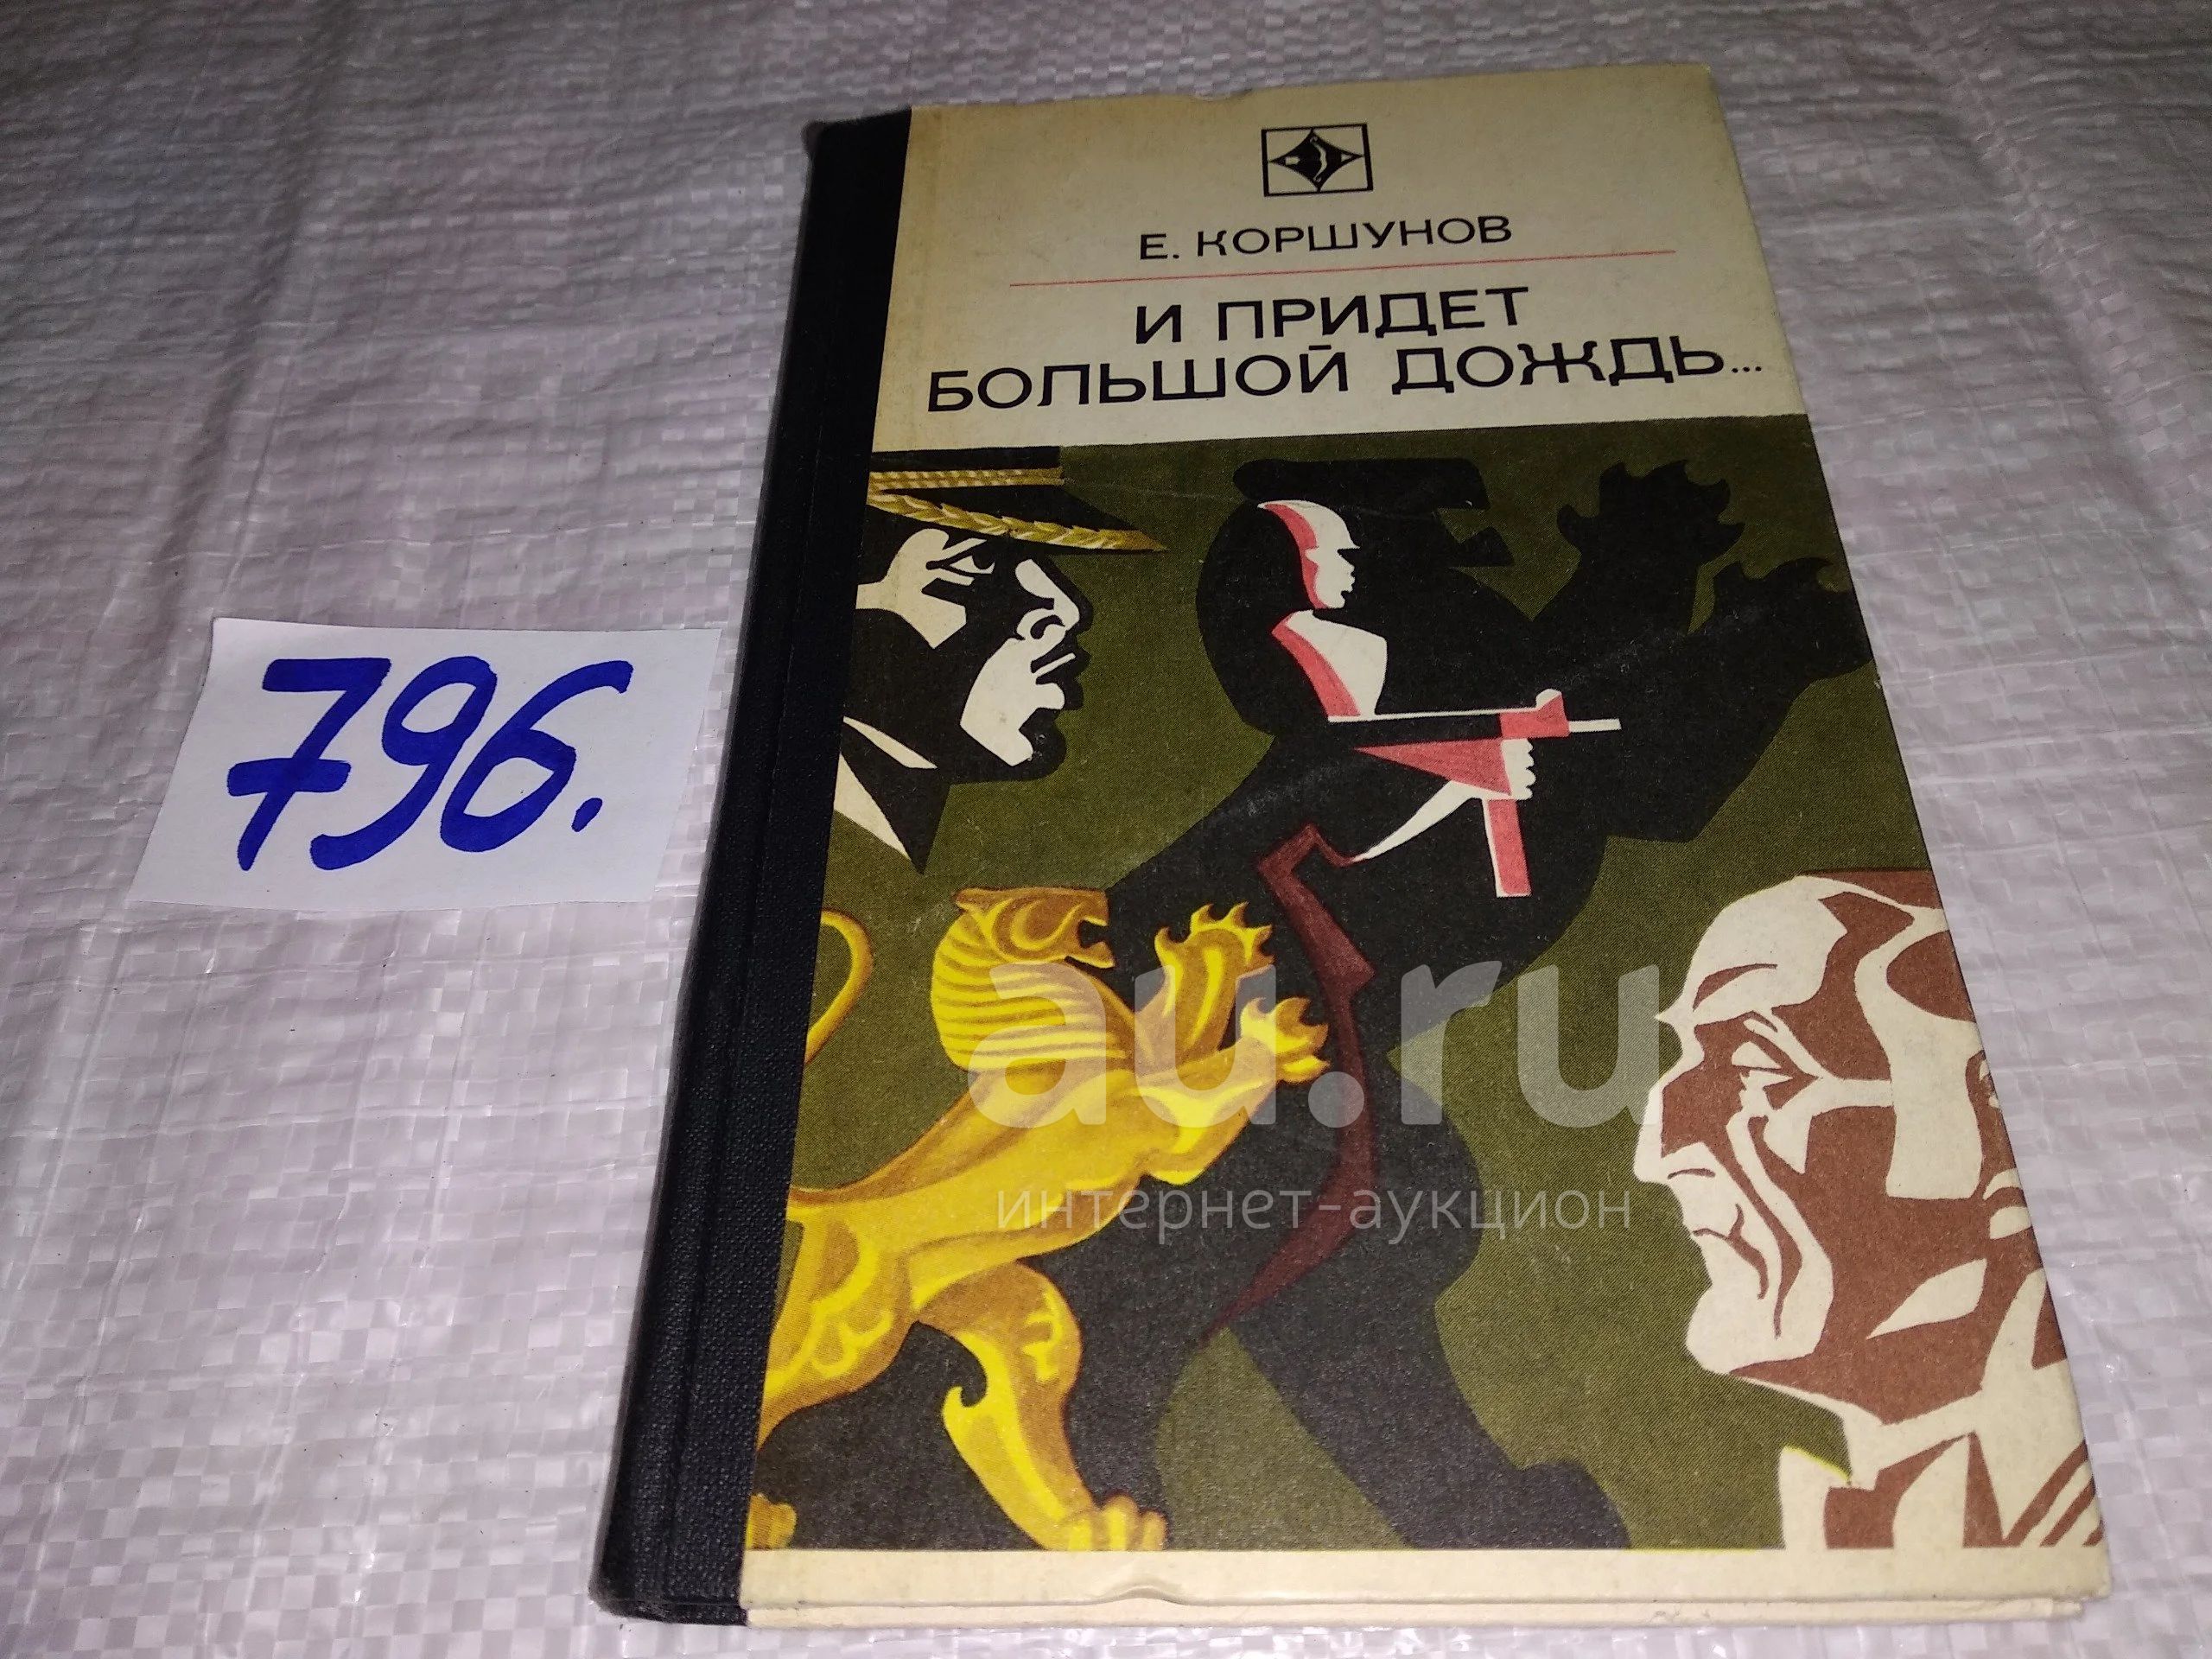 Е. КОРШУНОВ
И ПРИДЕТ
БОЛЬШОЙ ДОЖДЬ...
796.
au.ru
интернет-аукцион